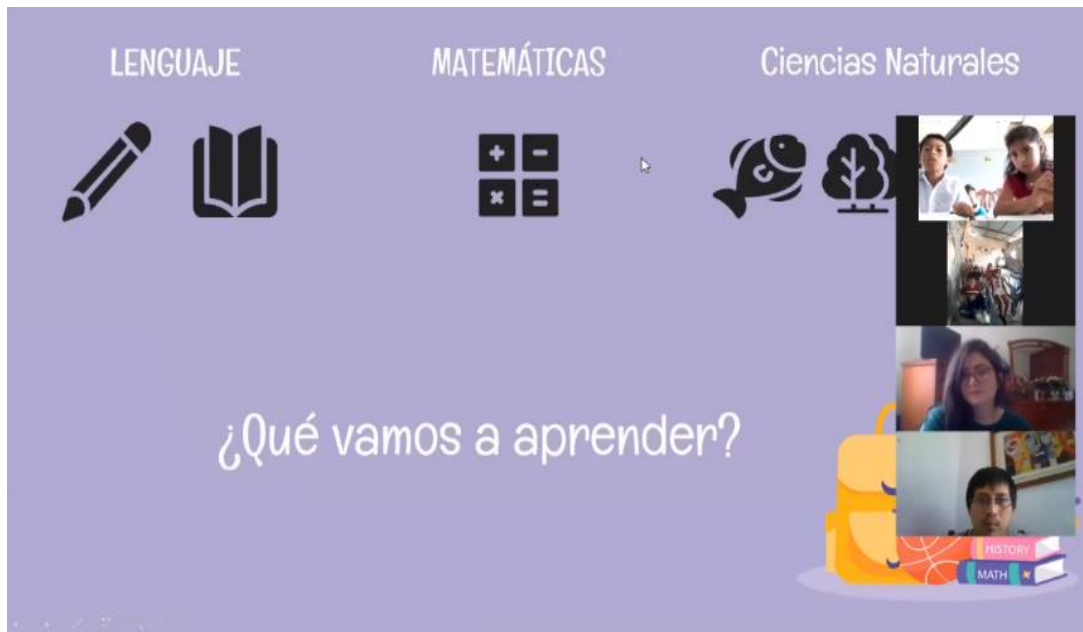 LENGUAJE
MATEMÁTICAS
Ciencias Naturales
¿Qué vamos a aprender?
HISTORY
MATH